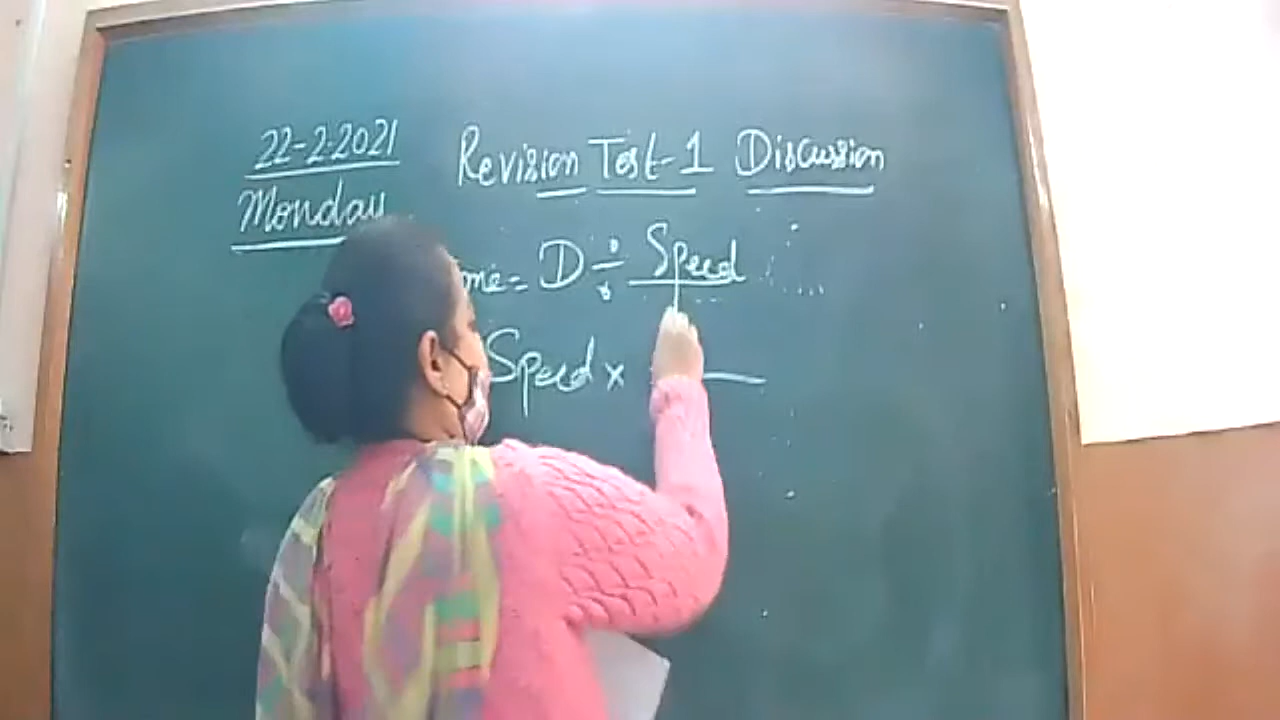 22-2-2021 Revision Test-1 Discussion
Monday
me = D ÷ Speed
Speed ×